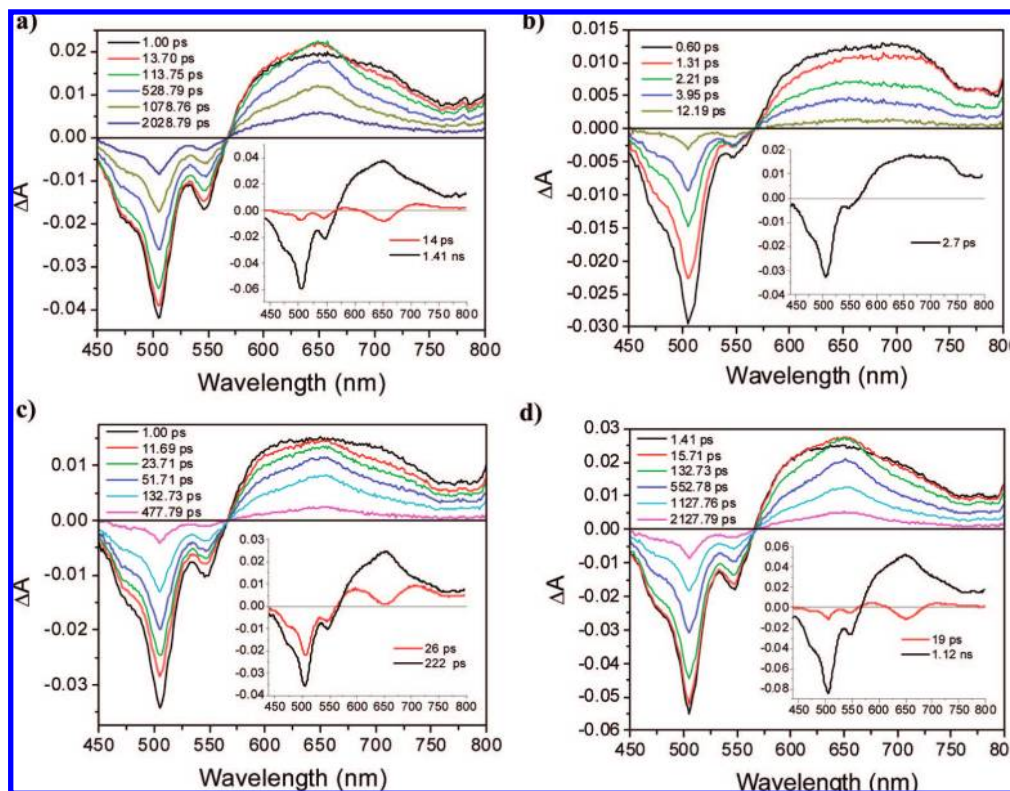 a)
0.02
0.01
0.00
-0.01
-0.02
-0.03
-0.04
ΔA
1.00 ps
13.70 ps
113.75 ps
528.79 ps
1078.76 ps
2028.79 ps
0.04
0.02
0.00
-0.02
-0.04
-0.06
14 ps
1.41 ns
450 500 550 600 650 700 750 800
450 500 550 600 650 700 750 800
Wavelength (nm)
b)
0.015
0.010
0.005
0.000
-0.005
-0.010
-0.015
-0.020
-0.025
-0.030
ΔA
0.60 ps
1.31 ps
2.21 ps
3.95 ps
12.19 ps
0.02
0.01
0.00
-0.01
-0.02
-0.03
-0.04
2.7 ps
450 500 550 600 650 700 750 800
450 500 550 600 650 700 750 800
Wavelength (nm)
c)
0.01
0.00
-0.01
-0.02
-0.03
ΔA
1.00 ps
11.69 ps
23.71 ps
51.71 ps
132.73 ps
477.79 ps
0.03
0.02
0.01
0.00
-0.01
-0.02
-0.03
-0.04
26 ps
222 ps
450 500 550 600 650 700 750 800
450 500 550 600 650 700 750 800
Wavelength (nm)
d)
0.03
0.02
0.01
0.00
-0.01
-0.02
-0.03
-0.04
-0.05
-0.06
ΔA
1.41 ps
15.71 ps
132.73 ps
552.78 ps
1127.76 ps
2127.79 ps
0.06
0.04
0.02
0.00
-0.02
-0.04
-0.06
-0.08
19 ps
1.12 ns
450 500 550 600 650 700 750 800
450 500 550 600 650 700 750 800
Wavelength (nm)